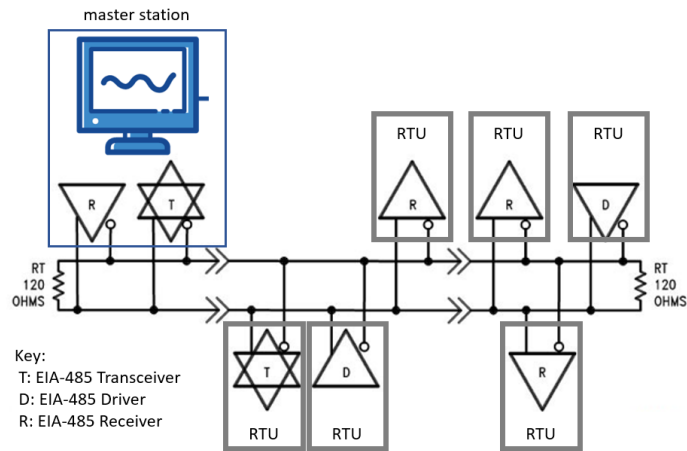 master station
RTU
RTU
RTU
R
T
R
R
D
RT
120
OHMS
RT
120
OHMS
T
D
R
RTU
RTU
RTU
Key:
T: EIA-485 Transceiver
D: EIA-485 Driver
R: EIA-485 Receiver